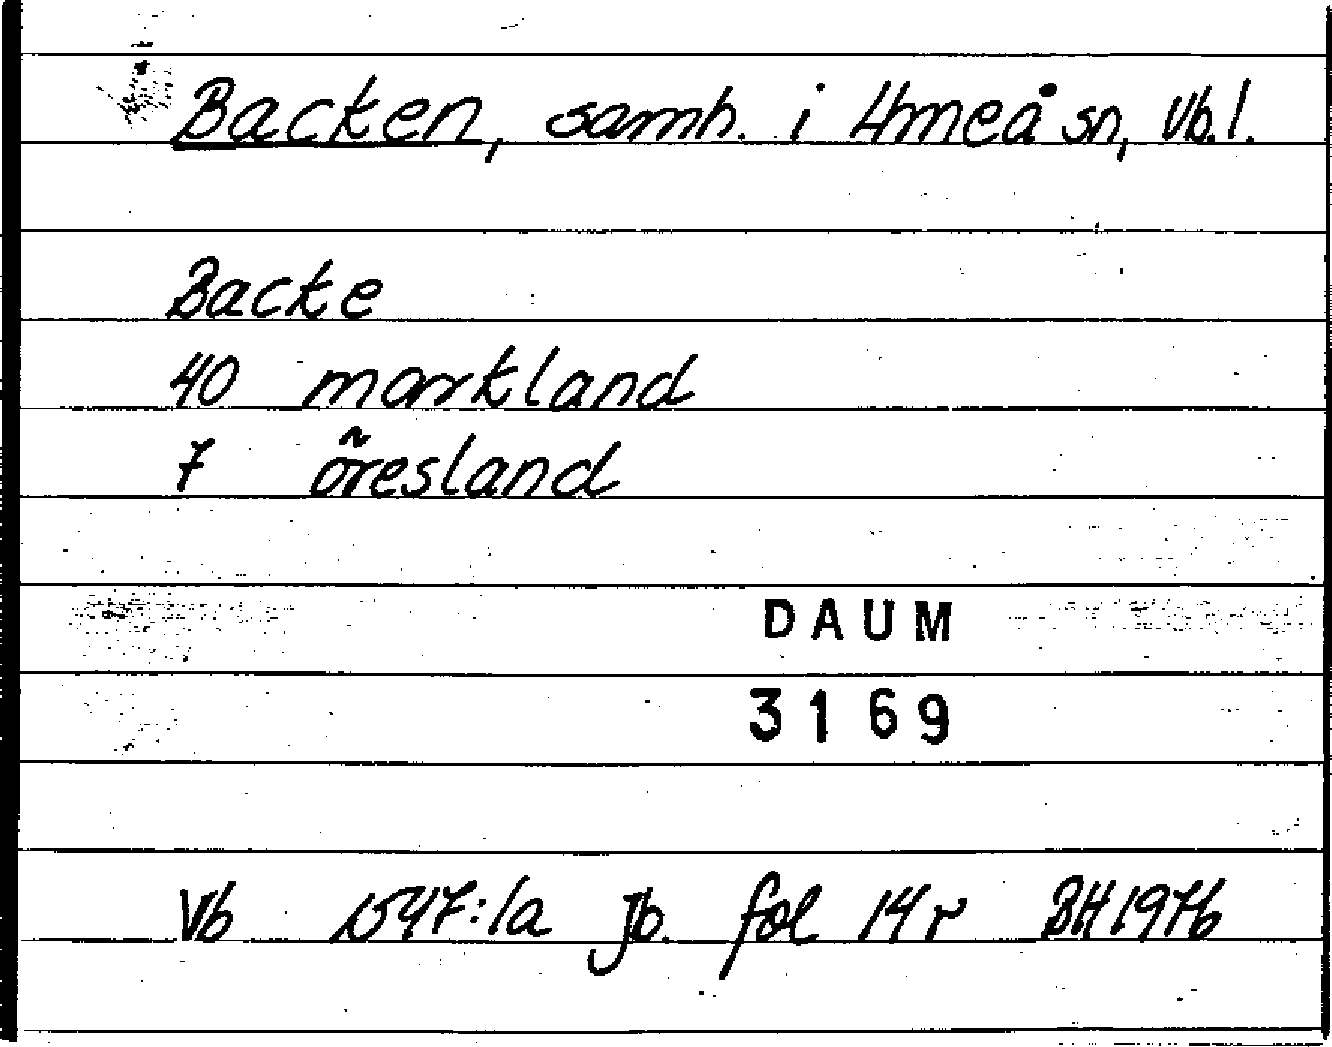 Backen, samh. i Umeå sn, Vb.l.
Backe
40 markland
7 öresland
DAUM
3169
Vb 1547:1a Jb. fol 14r BH 1976